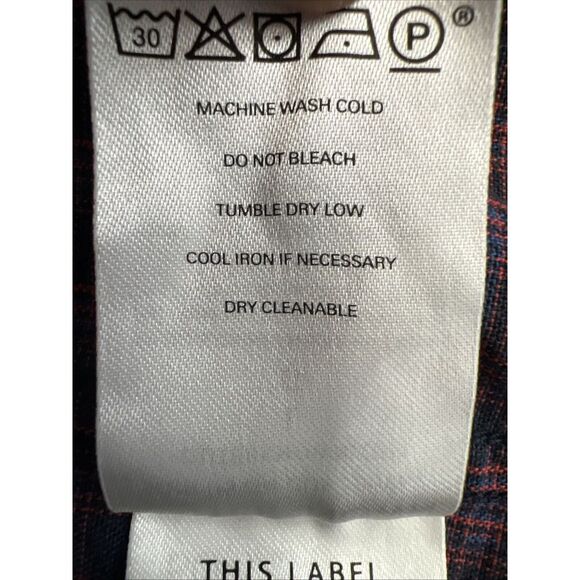 30 P ®
MACHINE WASH COLD
DO NOT BLEACH
TUMBLE DRY LOW
COOL IRON IF NECESSARY
DRY CLEANABLE
THIS LABEL